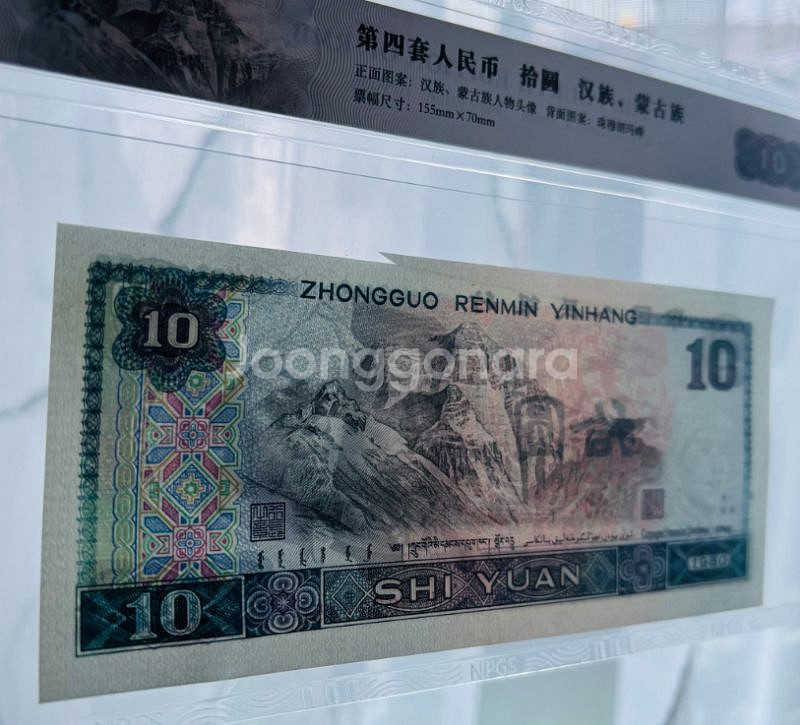 第四套人民币 拾圆 汉族、蒙古族
正面图案：汉族、蒙古族人物头像 背面图案：珠穆朗玛峰
票幅尺寸：155mm×70mm
10
ZHONGGUO RENMIN YINHANG
10
10
Joonggonara
10
SHI YUAN
1980
NPGS